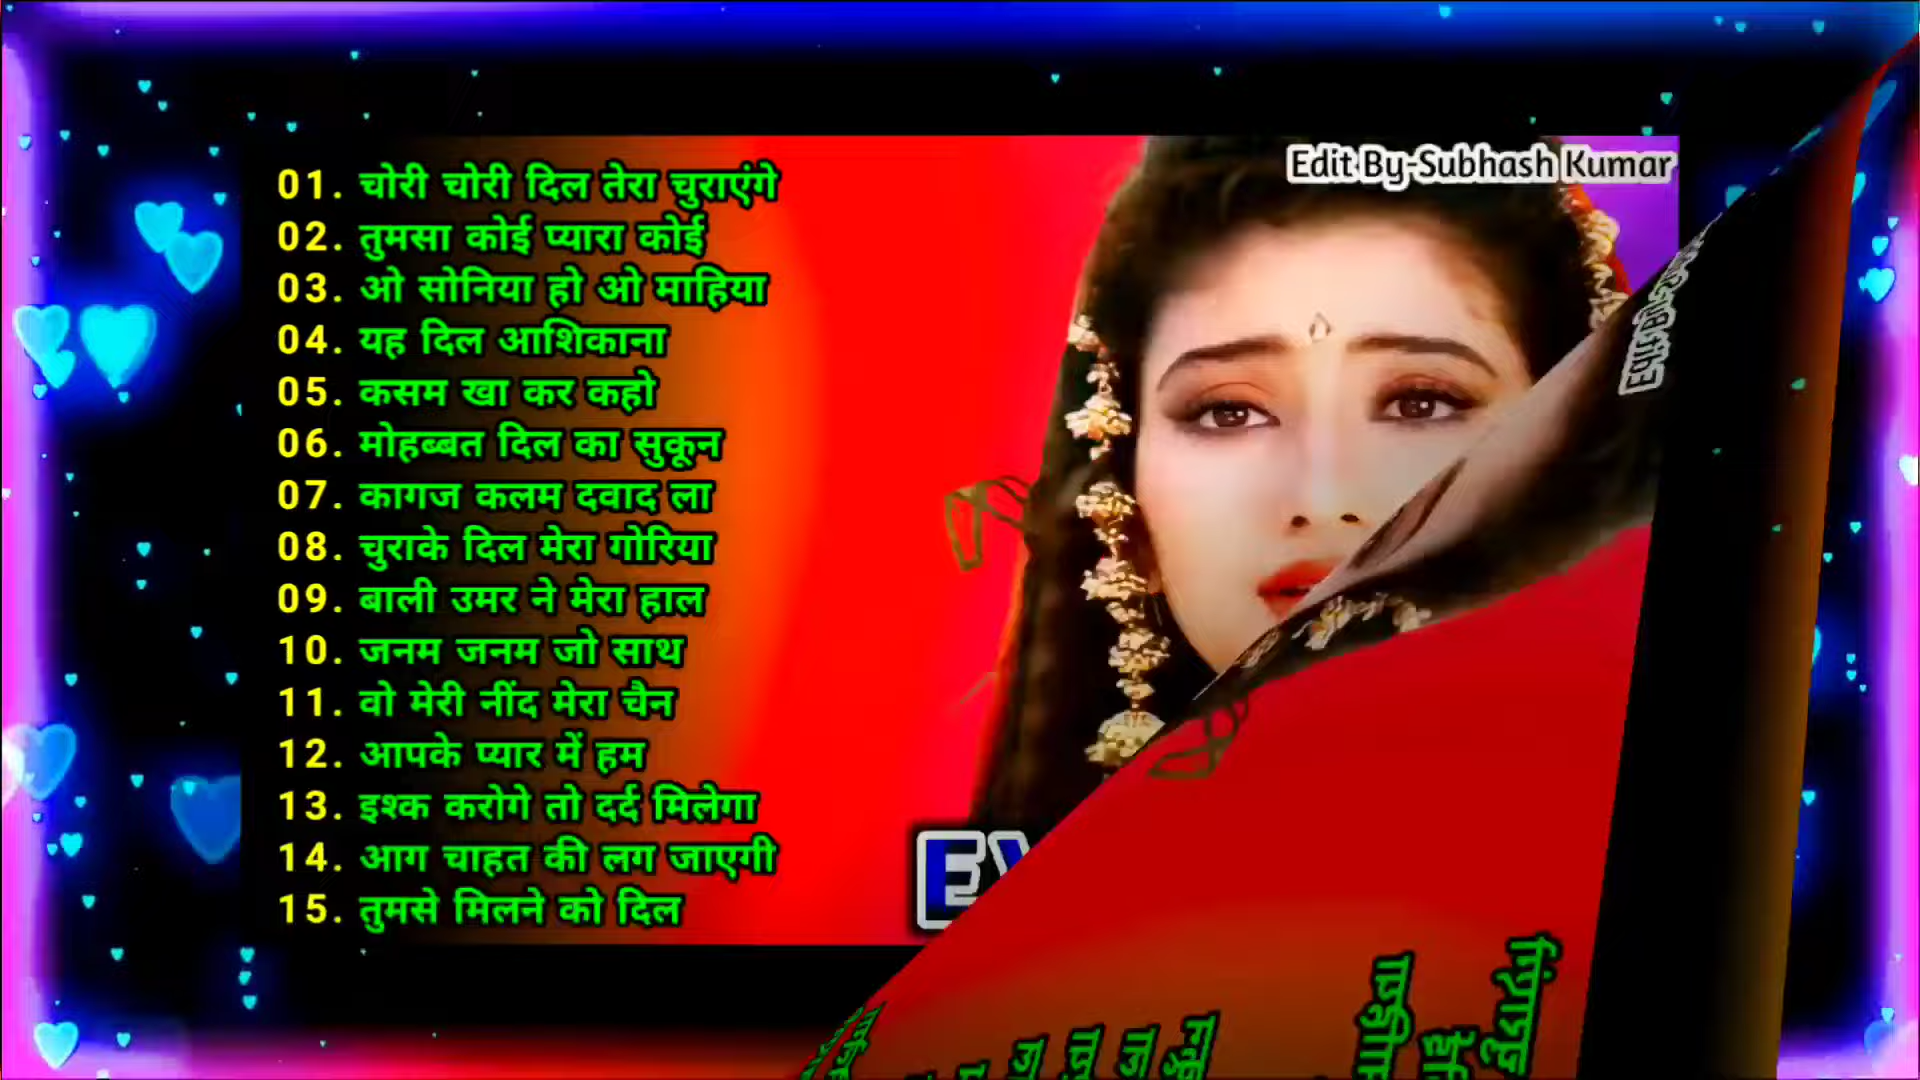 Edit By-Subhash Kumar
01. चोरी चोरी दिल तेरा चुराएंगे
02. तुमसा कोई प्यारा कोई
03. ओ सोनिया हो ओ माहिया
04. यह दिल आशिकाना
05. कसम खा कर कहो
06. मोहब्बत दिल का सुकून
07. कागज कलम दवाद ला
08. चुराके दिल मेरा गोरिया
09. बाली उमर ने मेरा हाल
10. जनम जनम जो साथ
11. वो मेरी नींद मेरा चैन
12. आपके प्यार में हम
13. इश्क करोगे तो दर्द मिलेगा
14. आग चाहत की लग जाएगी
15. तुमसे मिलने को दिल